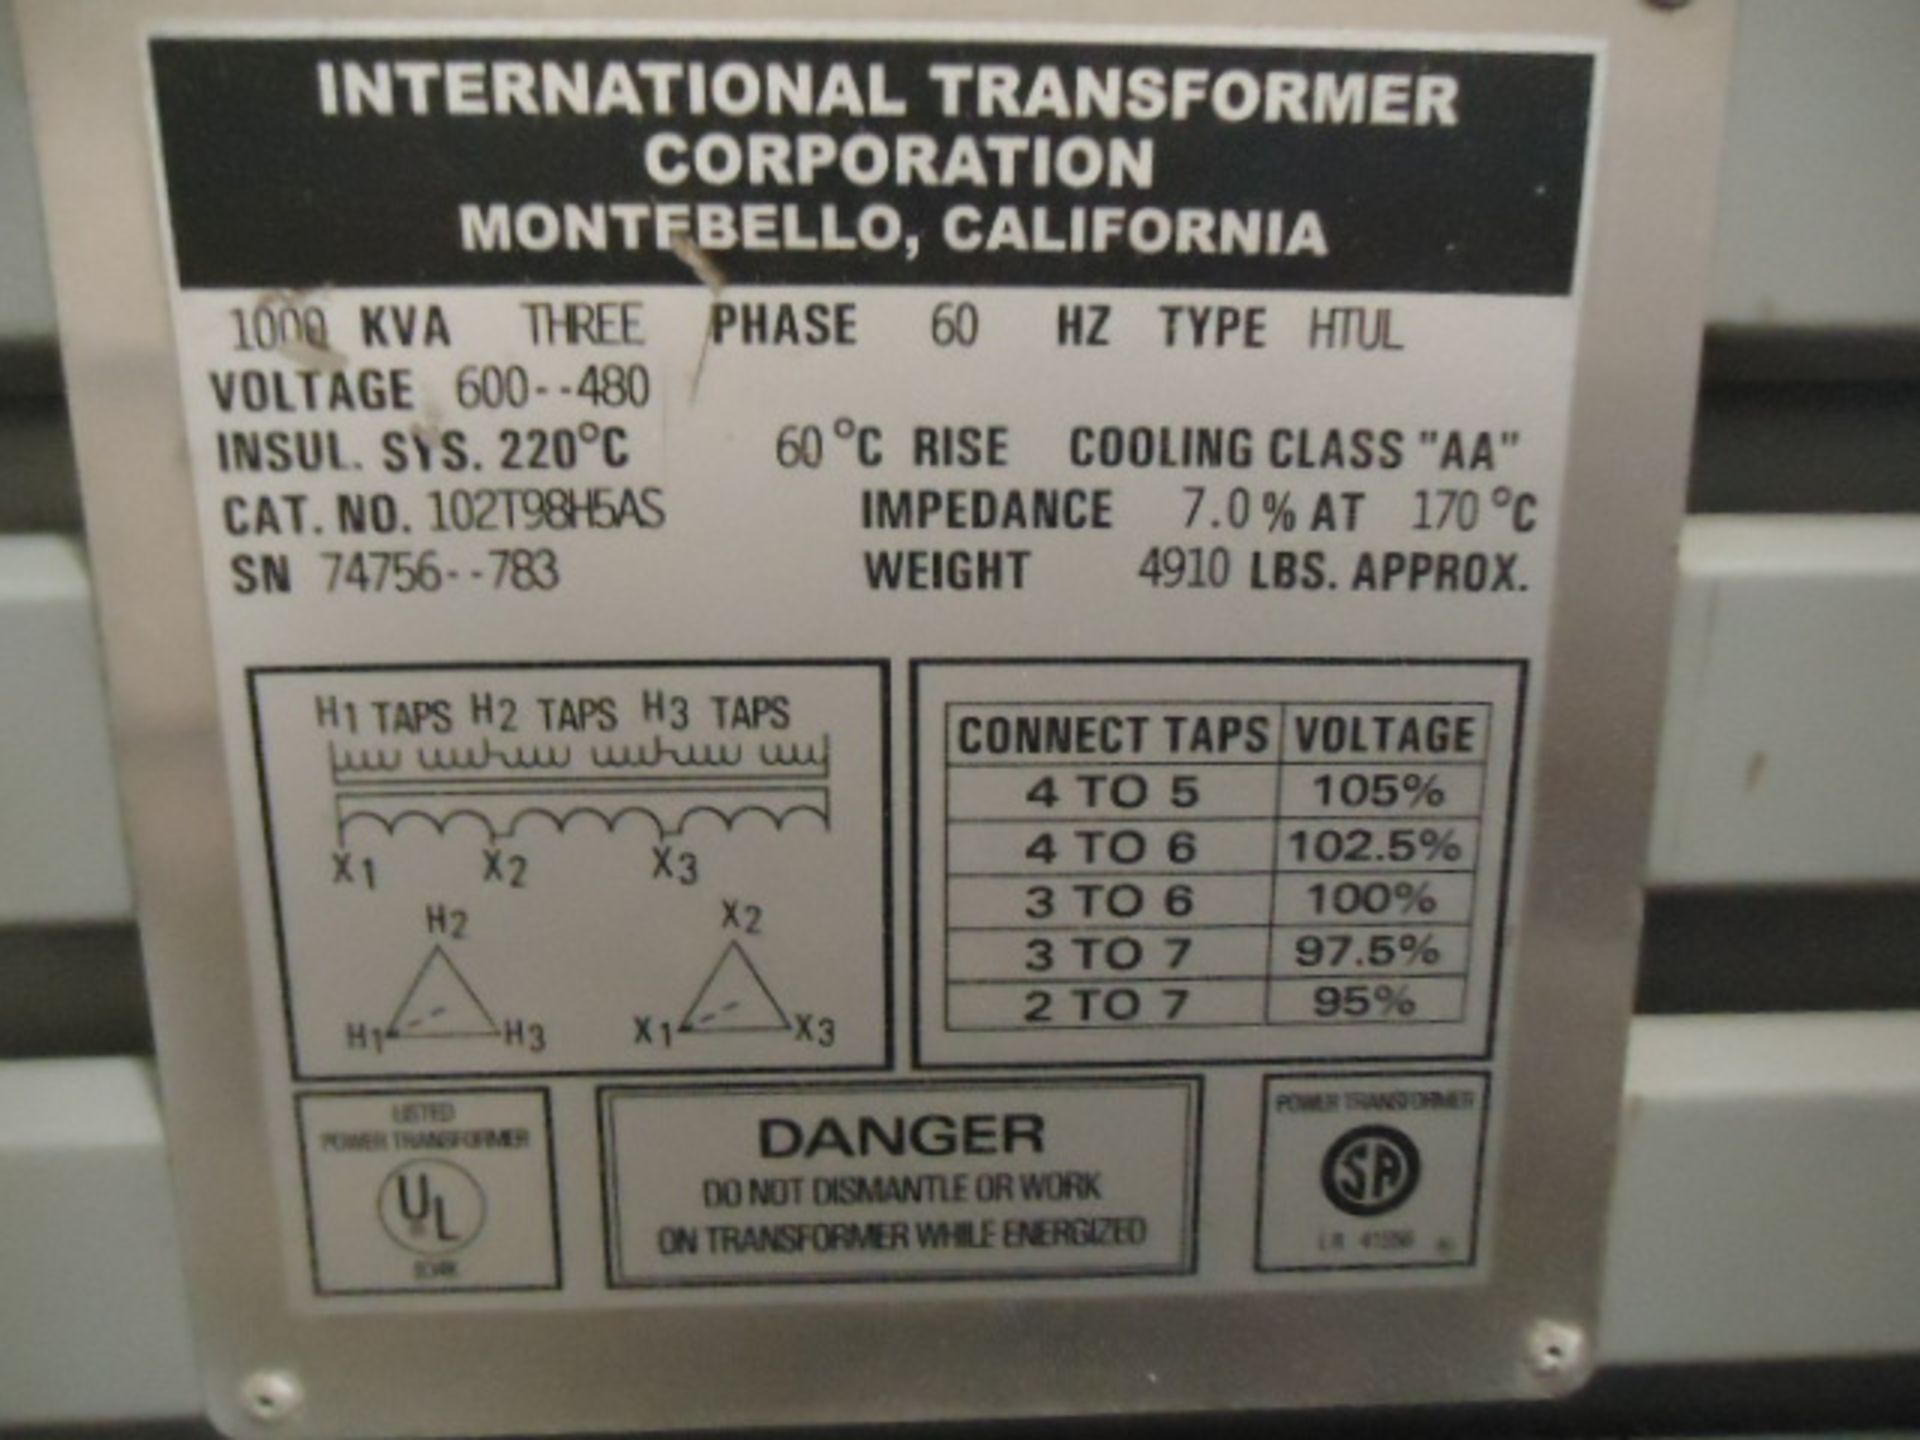 INTERNATIONAL TRANSFORMER
CORPORATION
MONTEBELLO, CALIFORNIA
1000 KVA THREE PHASE 60 HZ TYPE HTUL
VOLTAGE 600--480
INSUL. SYS. 220°C 60 °C RISE COOLING CLASS "AA"
CAT. NO. 102T98H5AS IMPEDANCE 7.0 % AT 170 °C
SN 74756--783 WEIGHT 4910 LBS. APPROX.
H1 TAPS H2 TAPS H3 TAPS
X1 X2 X3
H2 X2
H1 H3 X1 X3
CONNECT TAPS VOLTAGE
4 TO 5 105%
4 TO 6 102.5%
3 TO 6 100%
3 TO 7 97.5%
2 TO 7 95%
LISTED
POWER TRANSFORMER
UL
DANGER
DO NOT DISMANTLE OR WORK
ON TRANSFORMER WHILE ENERGIZED
POWER TRANSFORMER
SA
LR